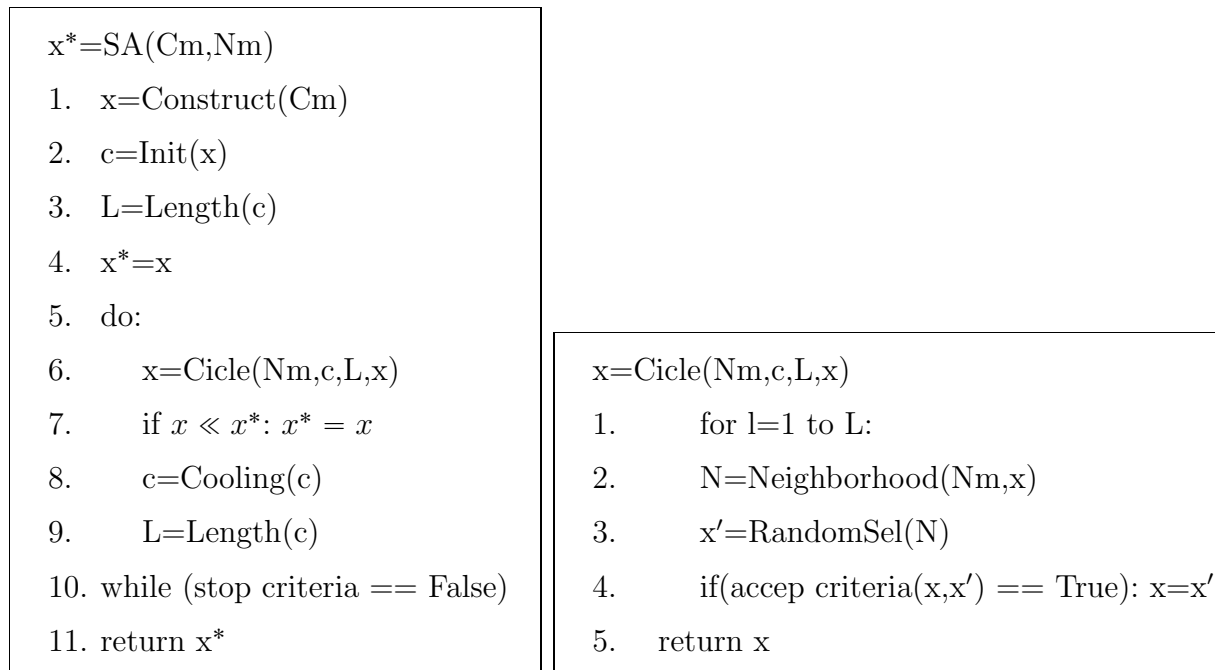 x*=SA(Cm,Nm)
1. x=Construct(Cm)
2. c=Init(x)
3. L=Length(c)
4. x*=x
5. do:
6. x=Cicle(Nm,c,L,x)
7. if x ≪ x*: x* = x
8. c=Cooling(c)
9. L=Length(c)
10. while (stop criteria == False)
11. return x*
x=Cicle(Nm,c,L,x)
1. for l=1 to L:
2. N=Neighborhood(Nm,x)
3. x′=RandomSel(N)
4. if(accep criteria(x,x′) == True): x=x′
5. return x